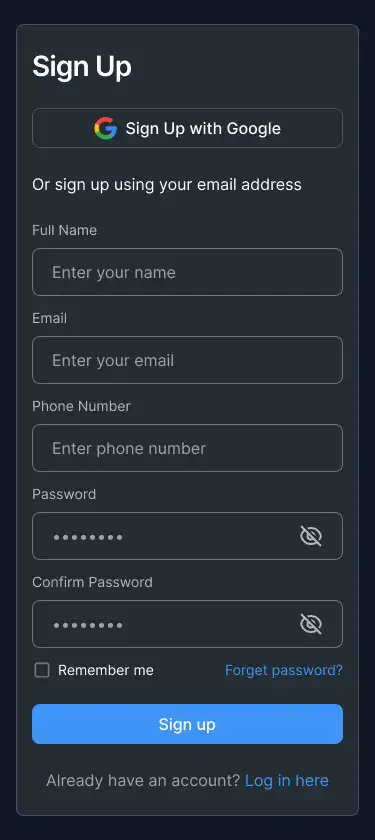 Sign Up
Sign Up with Google
Or sign up using your email address
Full Name
Enter your name
Email
Enter your email
Phone Number
Enter phone number
Password
••••••••
Confirm Password
••••••••
Remember me Forget password?
Sign up
Already have an account? Log in here